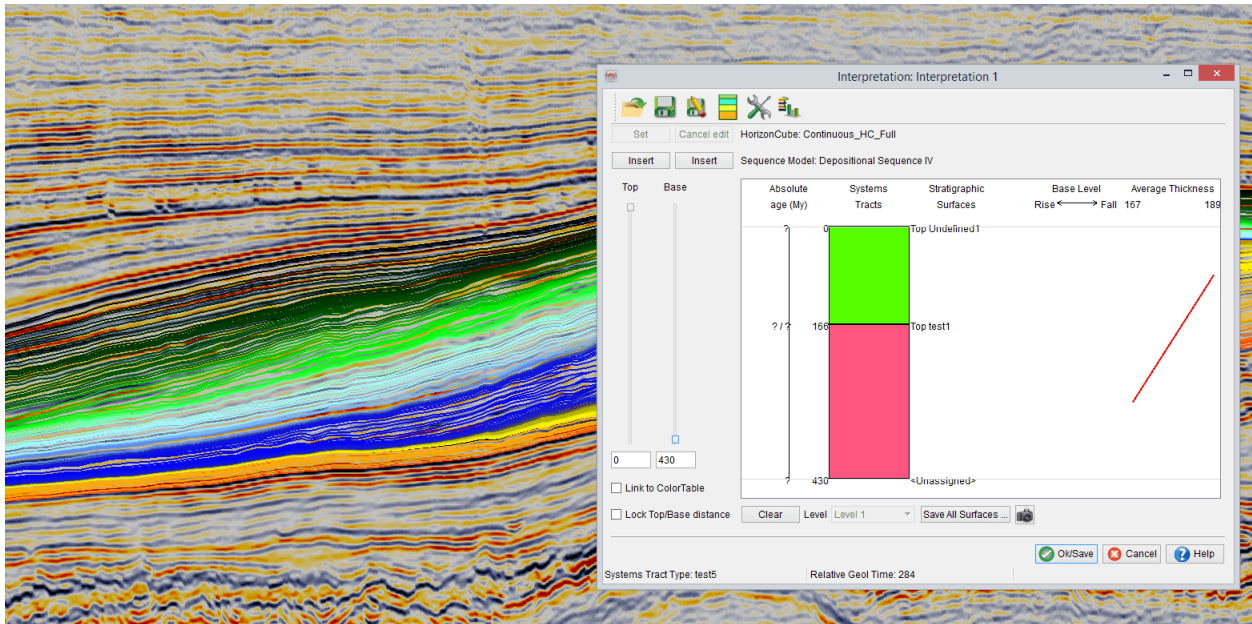 Interpretation: Interpretation 1
Set Cancel edit HorizonCube: Continuous_HC_Full
Insert Insert Sequence Model: Depositional Sequence IV
Top Base
Absolute Systems Stratigraphic Base Level Average Thickness
age (My) Tracts Surfaces Rise Fall 167 189
? 0 Top Undefined1
? / ? 166 Top test1
? 430 <Unassigned>
0 430
Link to ColorTable
Lock Top/Base distance Clear Level Level 1 Save All Surfaces ...
Ok/Save Cancel ? Help
Systems Tract Type: test5 Relative Geol Time: 284